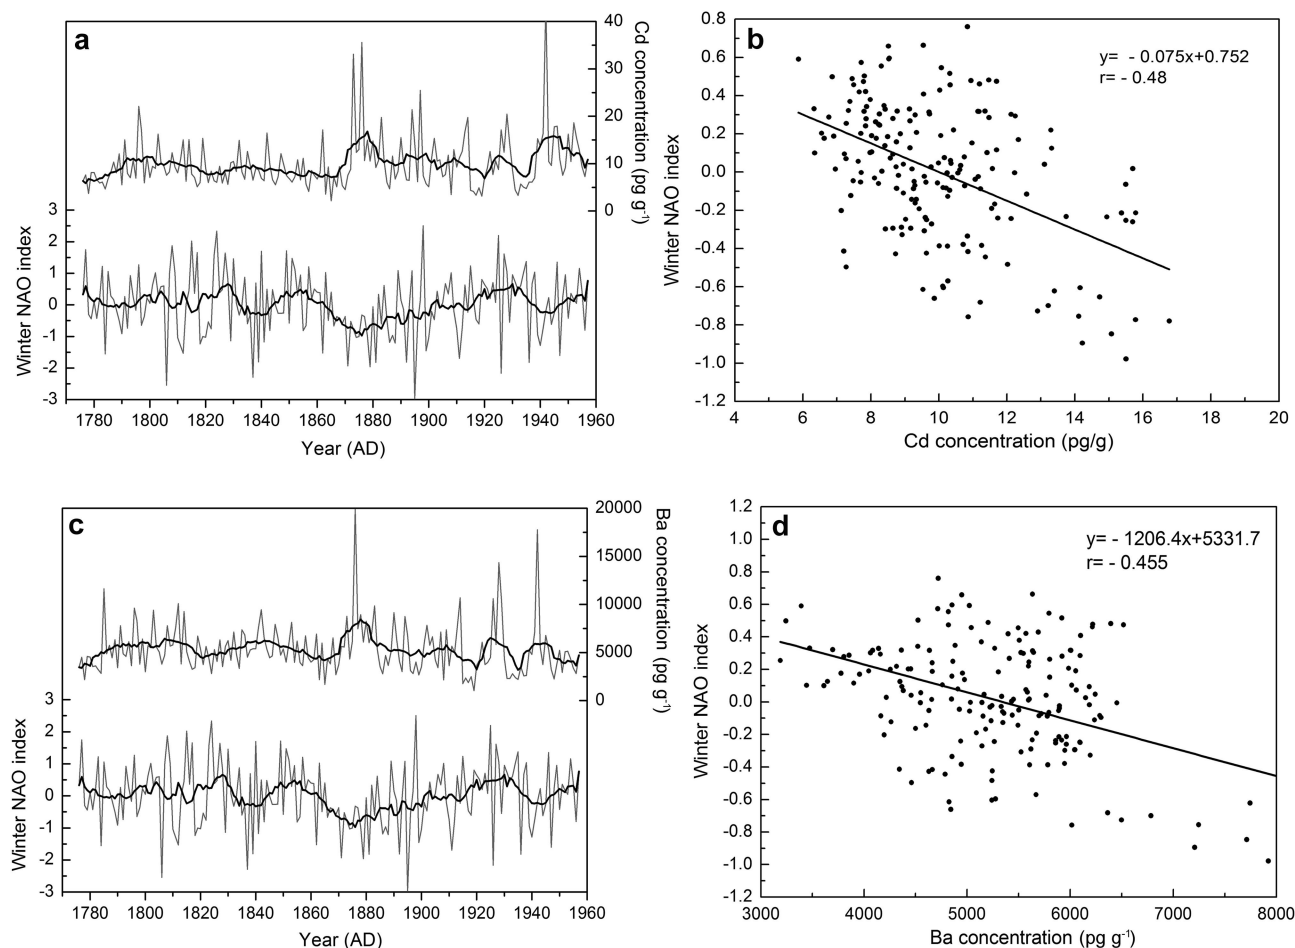 a
40
30
20
10
0
Cd concentration (pg g-1)
3
2
1
0
-1
-2
-3
Winter NAO index
1780 1800 1820 1840 1860 1880 1900 1920 1940 1960
Year (AD)
b
y= - 0.075x+0.752
r= - 0.48
0.8
0.6
0.4
0.2
0.0
-0.2
-0.4
-0.6
-0.8
-1.0
-1.2
Winter NAO index
4 6 8 10 12 14 16 18 20
Cd concentration (pg/g)
c
20000
15000
10000
5000
0
Ba concentration (pg g-1)
3
2
1
0
-1
-2
-3
Winter NAO index
1780 1800 1820 1840 1860 1880 1900 1920 1940 1960
Year (AD)
d
y= - 1206.4x+5331.7
r= - 0.455
1.2
1.0
0.8
0.6
0.4
0.2
0.0
-0.2
-0.4
-0.6
-0.8
-1.0
-1.2
Winter NAO index
3000 4000 5000 6000 7000 8000
Ba concentration (pg g-1)